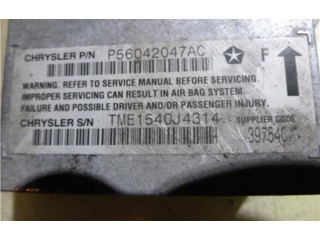 CHRYSLER P/N P56042047AC
F
WARNING. REFER TO SERVICE MANUAL BEFORE SERVICING.
IMPROPER SERVICING CAN RESULT IN AIR BAG SYSTEM
FAILURE AND POSSIBLE DRIVER AND/OR PASSENGER INJURY.
CHRYSLER S/N TME1540J4314
SUPPLIER CODE